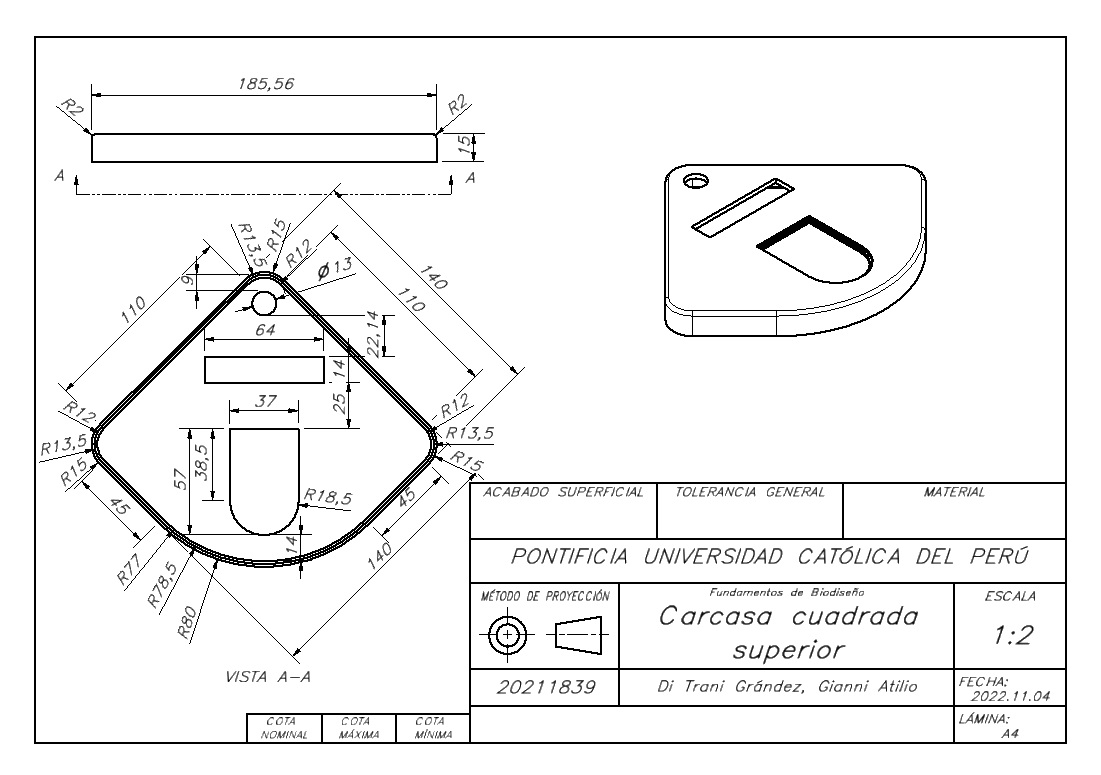 185,56
R2
R2
15
A
A
R13,5
R15
R12
Ø13
140
110
9
110
64
22,14
14
25
37
R12
R13,5
R15
R12
R13,5
R15
57
38,5
R18,5
45
45
14
140
R77
R78,5
R80
VISTA A-A
ACABADO SUPERFICIAL
TOLERANCIA GENERAL
MATERIAL
PONTIFICIA UNIVERSIDAD CATÓLICA DEL PERÚ
MÉTODO DE PROYECCIÓN
Fundamentos de Biodiseño
Carcasa cuadrada
superior
ESCALA
1:2
20211839
Di Trani Grández, Gianni Atilio
FECHA:
2022.11.04
LÁMINA:
A4
COTA
NOMINAL
COTA
MÁXIMA
COTA
MÍNIMA